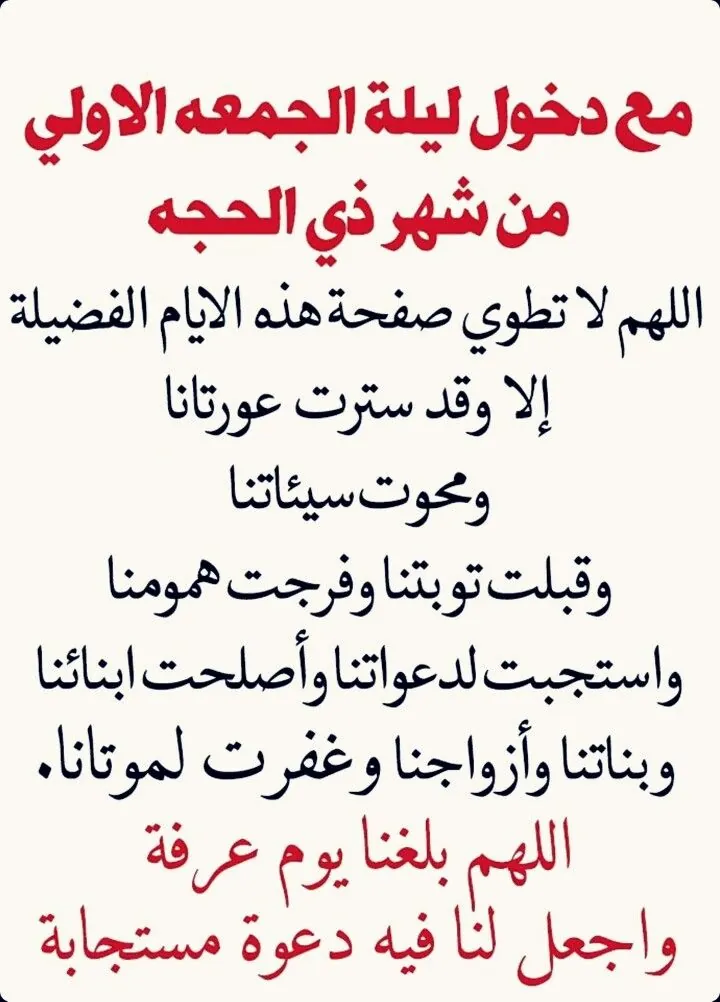 مع دخول ليلة الجمعه الاولي
من شهر ذي الحجه
اللهم لا تطوي صفحة هذه الايام الفضيلة
إلا وقد سترت عورتانا
ومحوت سيئاتنا
وقبلت توبتنا وفرجت همومنا
واستجبت لدعواتنا وأصلحت ابنائنا
وبناتنا وأزواجنا وغفرت لموتانا.
اللهم بلغنا يوم عرفة
واجعل لنا فيه دعوة مستجابة